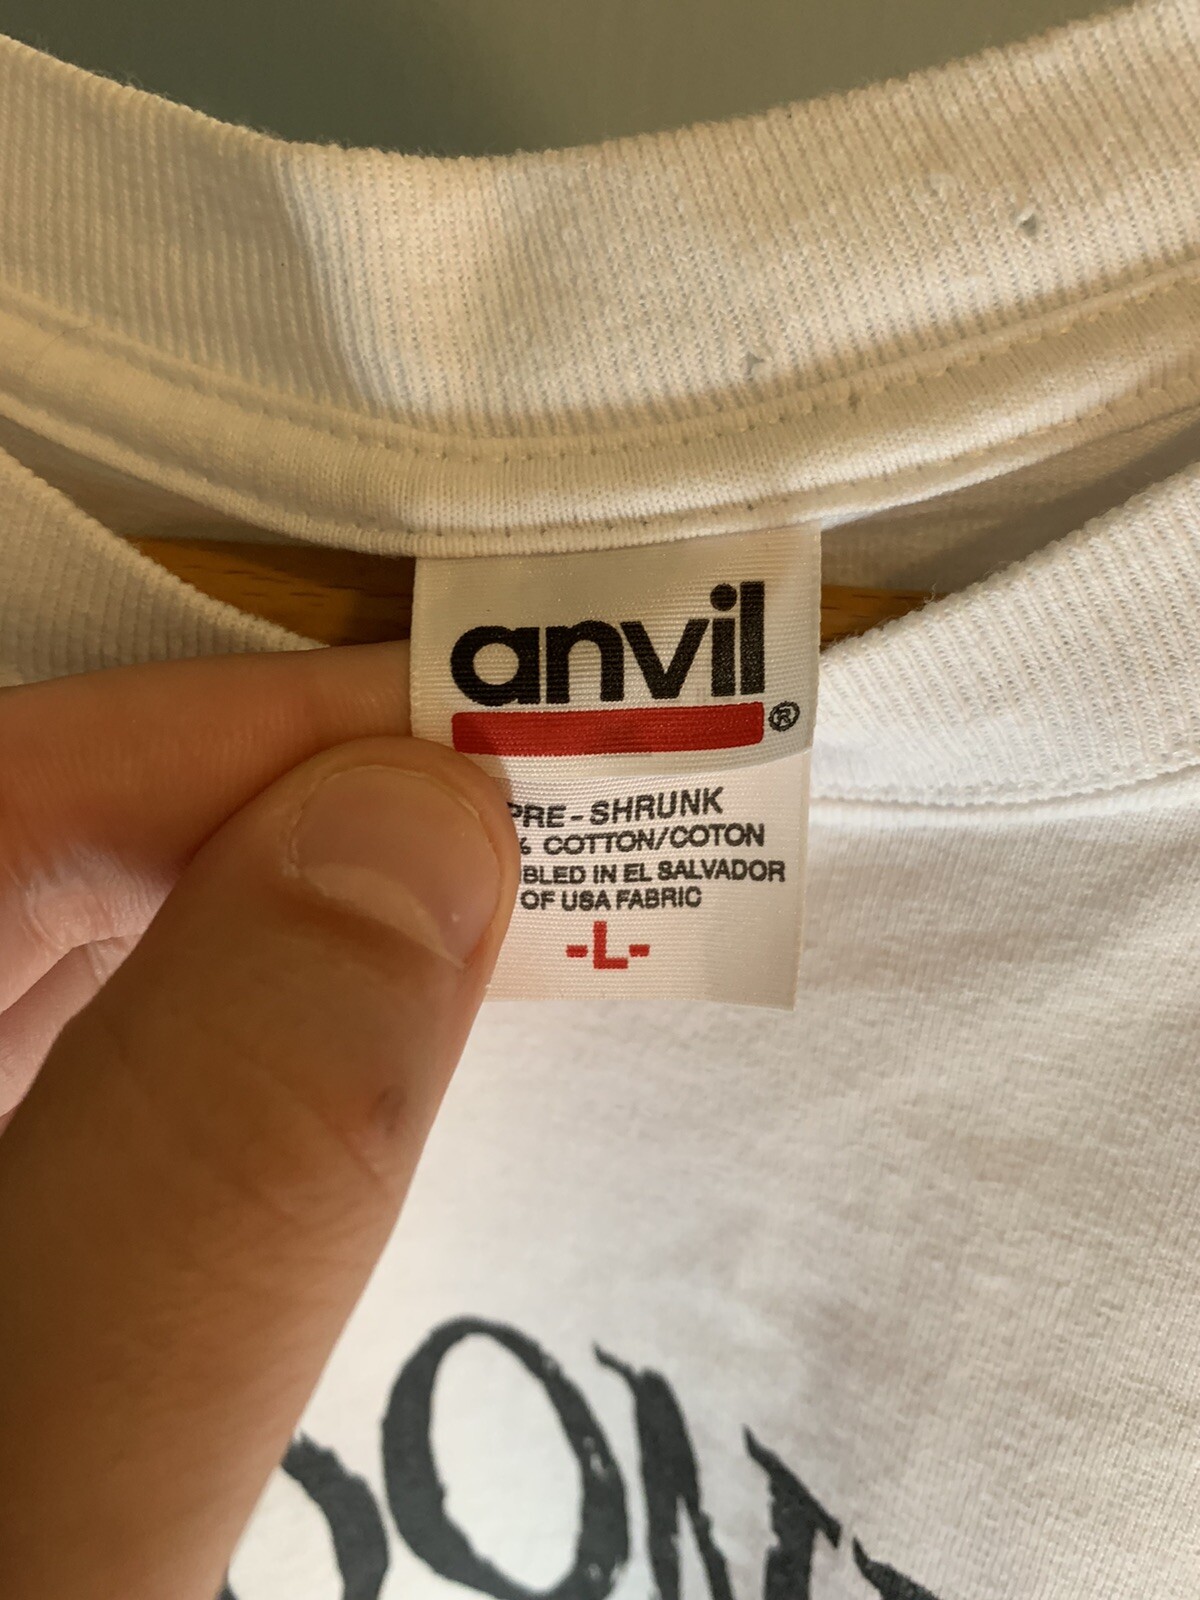 anvil®
PRE-SHRUNK
% COTTON/COTON
BLED IN EL SALVADOR
OF USA FABRIC
-L-